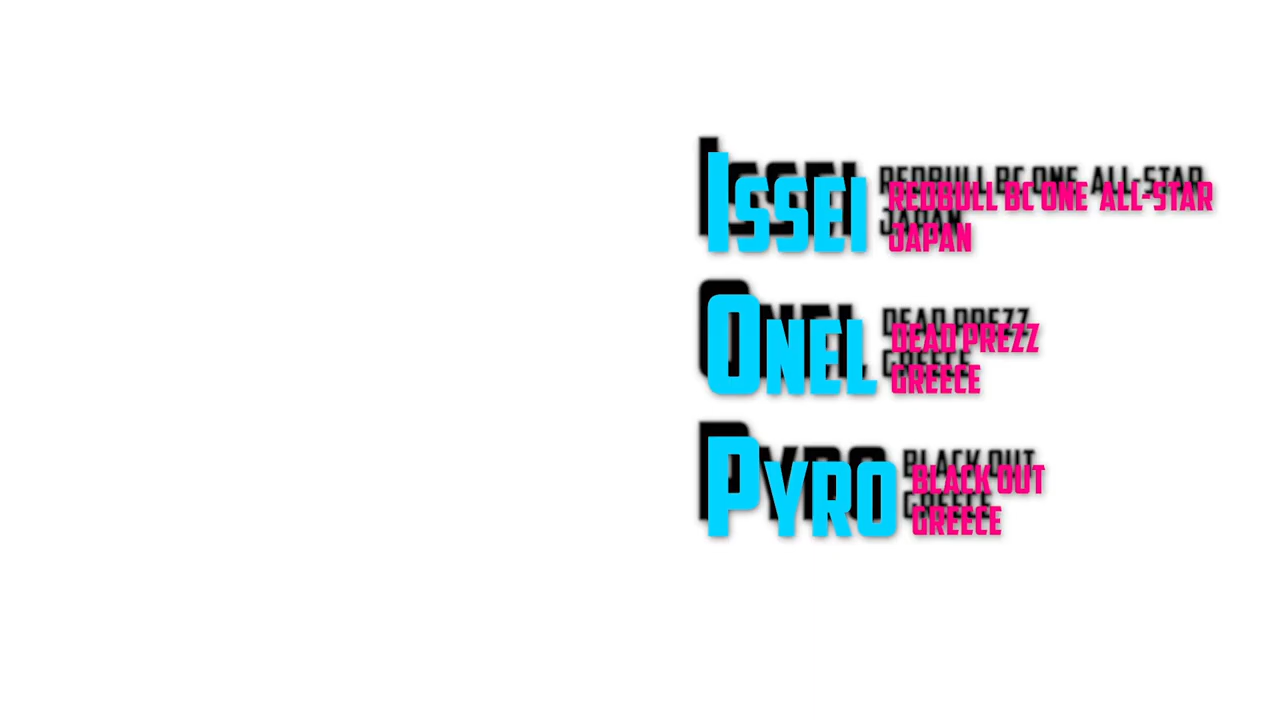 ISSEI REDBULL BC ONE ALL-STAR
JAPAN
ONEL DEAD PREZZ
GREECE
PYRO BLACK OUT
GREECE